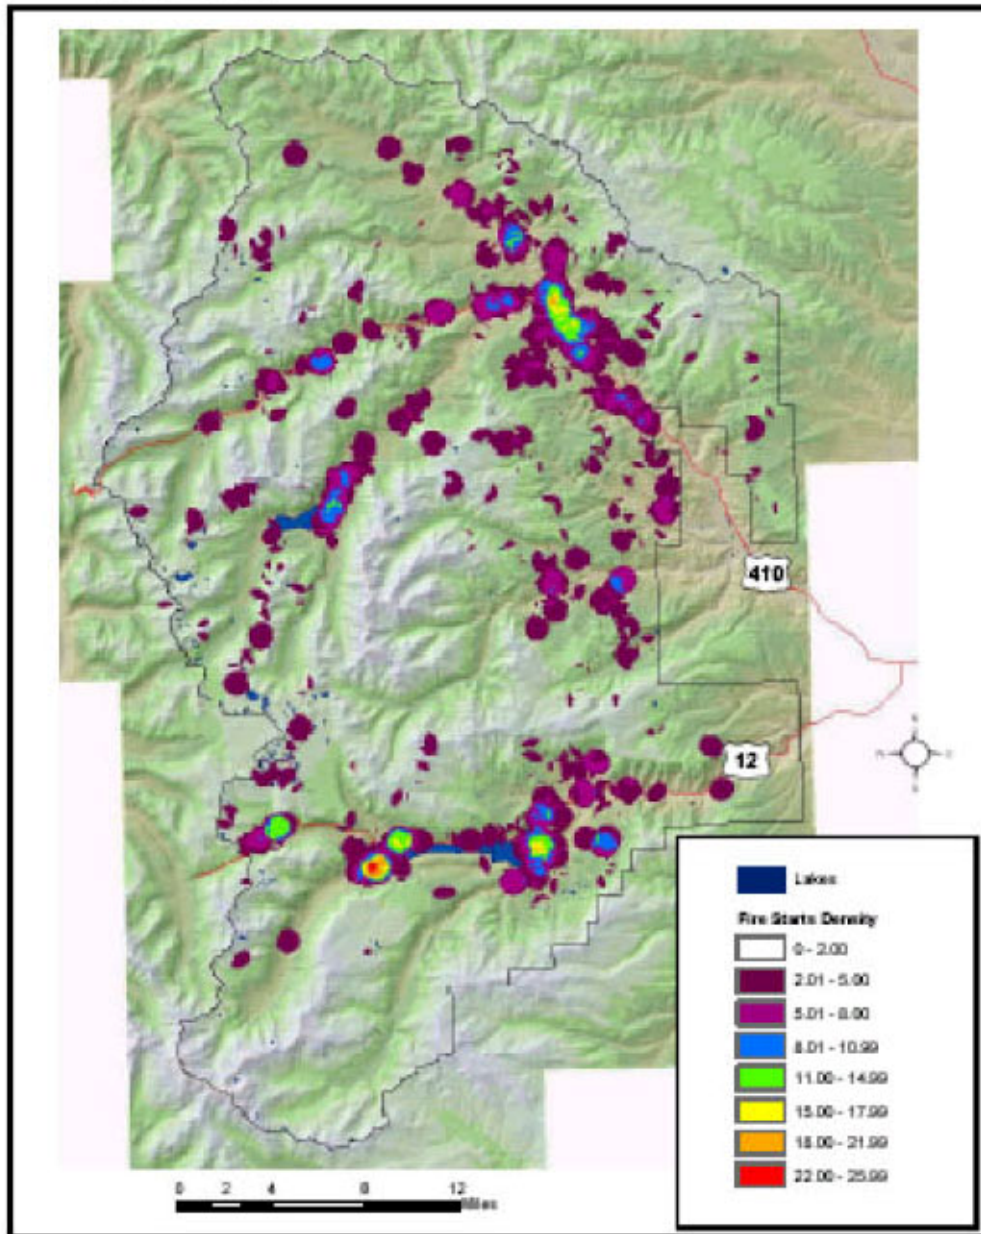 410
12
Lakes
Fire Starts Density
0 - 2.00
2.01 - 5.00
5.01 - 8.00
8.01 - 10.99
11.00 - 14.99
15.00 - 17.99
18.00 - 21.99
22.00 - 25.99
0 2 4 8 12
Miles